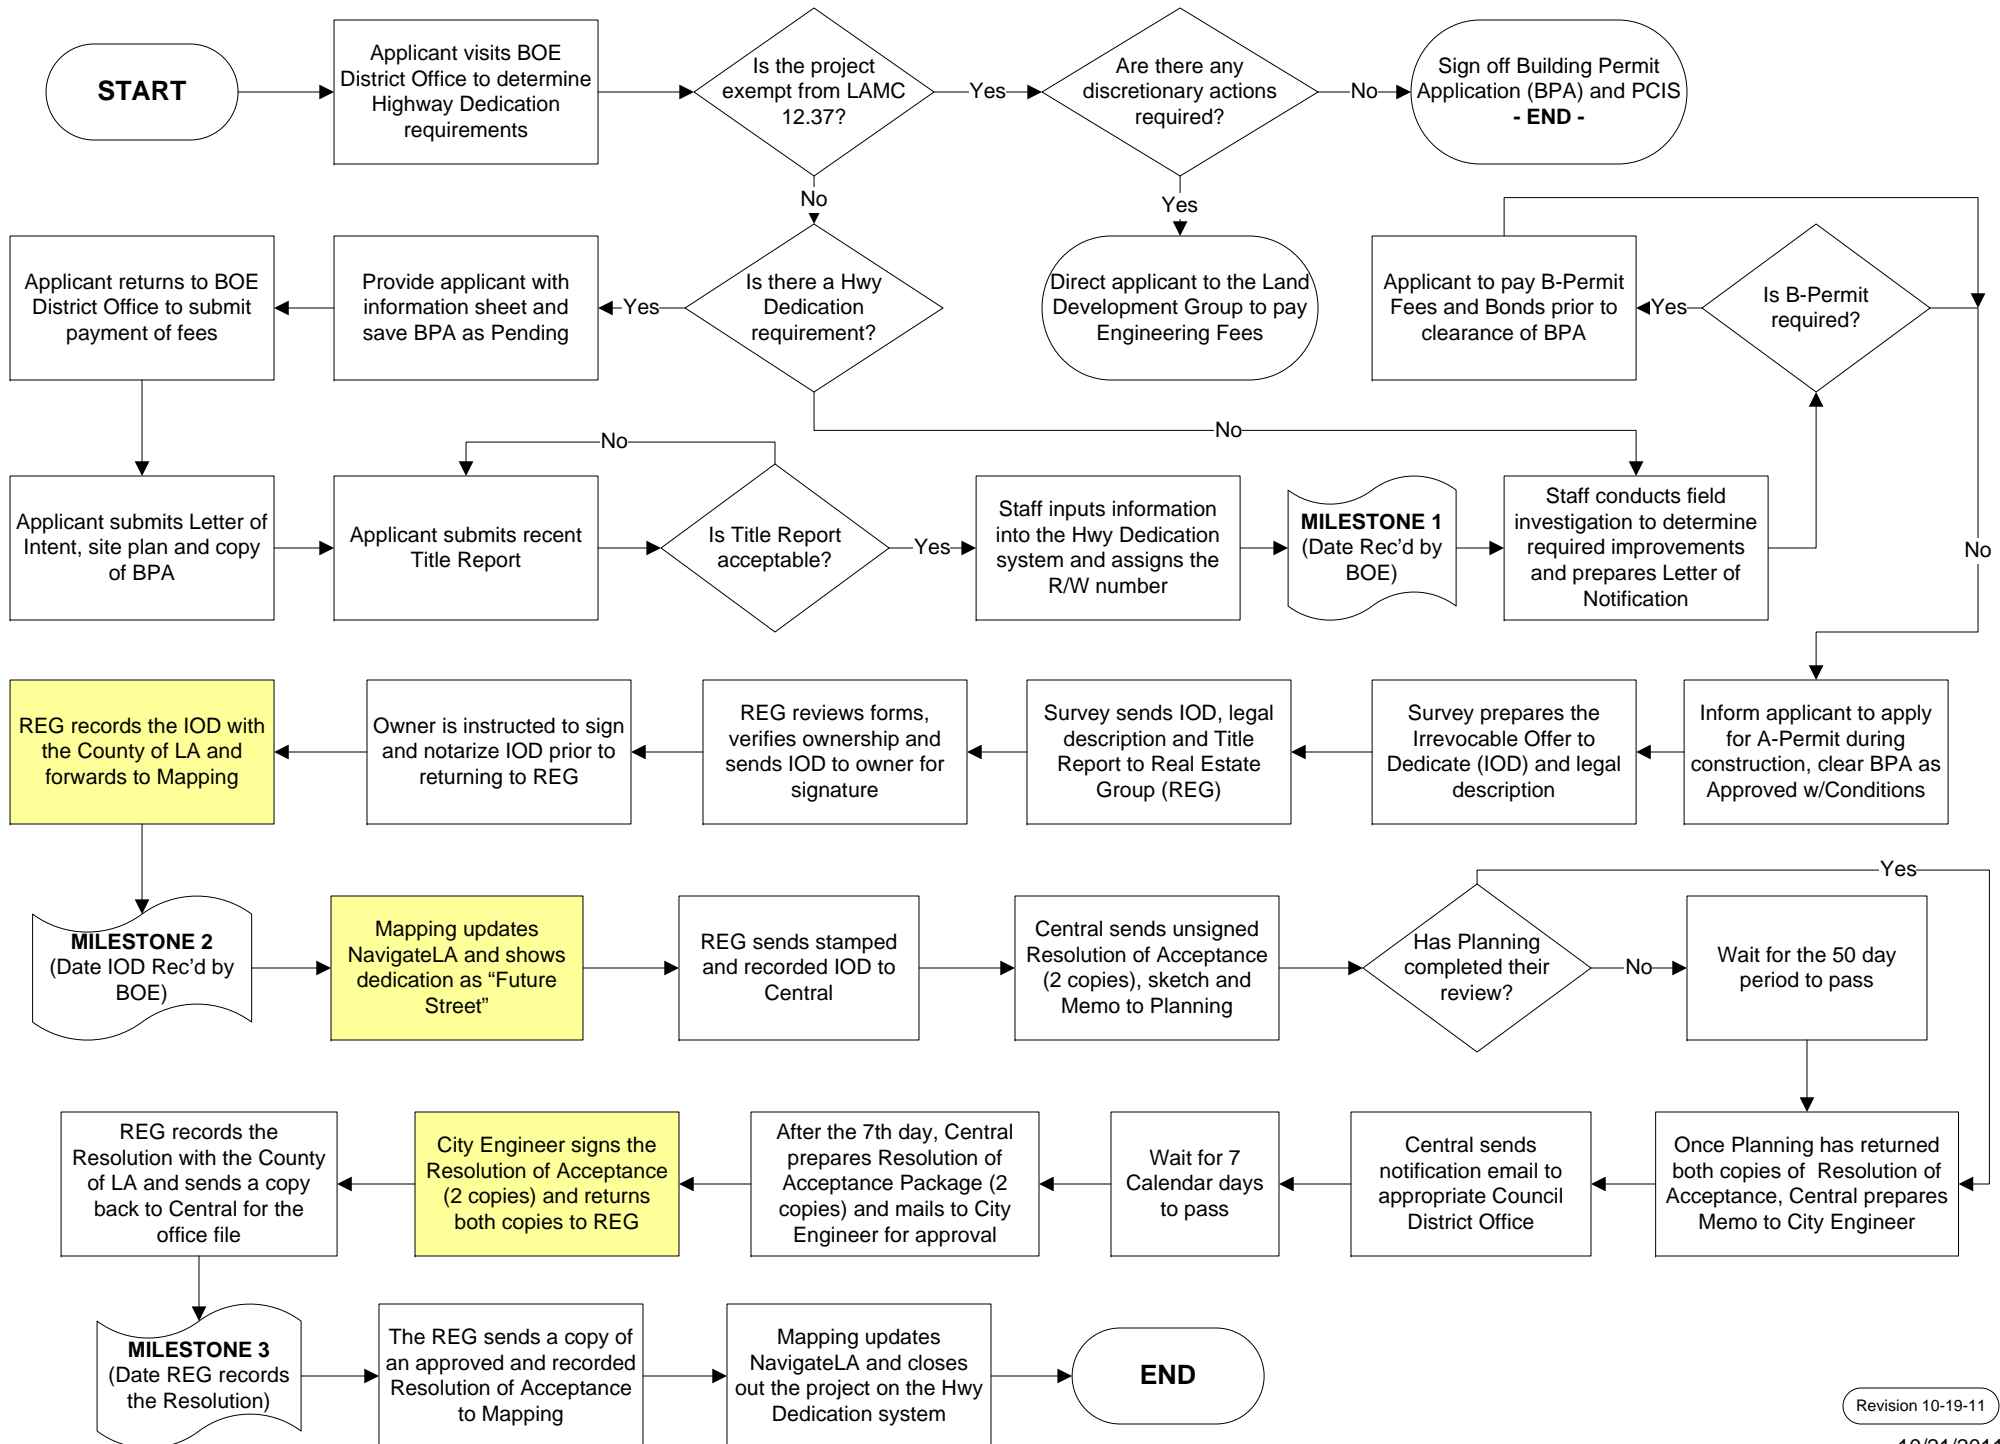 START
Applicant visits BOE
District Office to determine
Highway Dedication
requirements
Is the project
exempt from LAMC
12.37?
Yes
Are there any
discretionary actions
required?
No
Sign off Building Permit
Application (BPA) and PCIS
- END -
No
Yes
Applicant returns to BOE
District Office to submit
payment of fees
Provide applicant with
information sheet and
save BPA as Pending
Yes
Is there a Hwy
Dedication
requirement?
Direct applicant to the Land
Development Group to pay
Engineering Fees
Applicant to pay B-Permit
Fees and Bonds prior to
clearance of BPA
Yes
Is B-Permit
required?
No
No
No
Applicant submits Letter of
Intent, site plan and copy
of BPA
Applicant submits recent
Title Report
Is Title Report
acceptable?
Yes
Staff inputs information
into the Hwy Dedication
system and assigns the
R/W number
MILESTONE 1
(Date Rec'd by
BOE)
Staff conducts field
investigation to determine
required improvements
and prepares Letter of
Notification
REG records the IOD with
the County of LA and
forwards to Mapping
Owner is instructed to sign
and notarize IOD prior to
returning to REG
REG reviews forms,
verifies ownership and
sends IOD to owner for
signature
Survey sends IOD, legal
description and Title
Report to Real Estate
Group (REG)
Survey prepares the
Irrevocable Offer to
Dedicate (IOD) and legal
description
Inform applicant to apply
for A-Permit during
construction, clear BPA as
Approved w/Conditions
Yes
MILESTONE 2
(Date IOD Rec'd by
BOE)
Mapping updates
NavigateLA and shows
dedication as “Future
Street”
REG sends stamped
and recorded IOD to
Central
Central sends unsigned
Resolution of Acceptance
(2 copies), sketch and
Memo to Planning
Has Planning
completed their
review?
No
Wait for the 50 day
period to pass
REG records the
Resolution with the County
of LA and sends a copy
back to Central for the
office file
City Engineer signs the
Resolution of Acceptance
(2 copies) and returns
both copies to REG
After the 7th day, Central
prepares Resolution of
Acceptance Package (2
copies) and mails to City
Engineer for approval
Wait for 7
Calendar days
to pass
Central sends
notification email to
appropriate Council
District Office
Once Planning has returned
both copies of Resolution of
Acceptance, Central prepares
Memo to City Engineer
MILESTONE 3
(Date REG records
the Resolution)
The REG sends a copy of
an approved and recorded
Resolution of Acceptance
to Mapping
Mapping updates
NavigateLA and closes
out the project on the Hwy
Dedication system
END
Revision 10-19-11